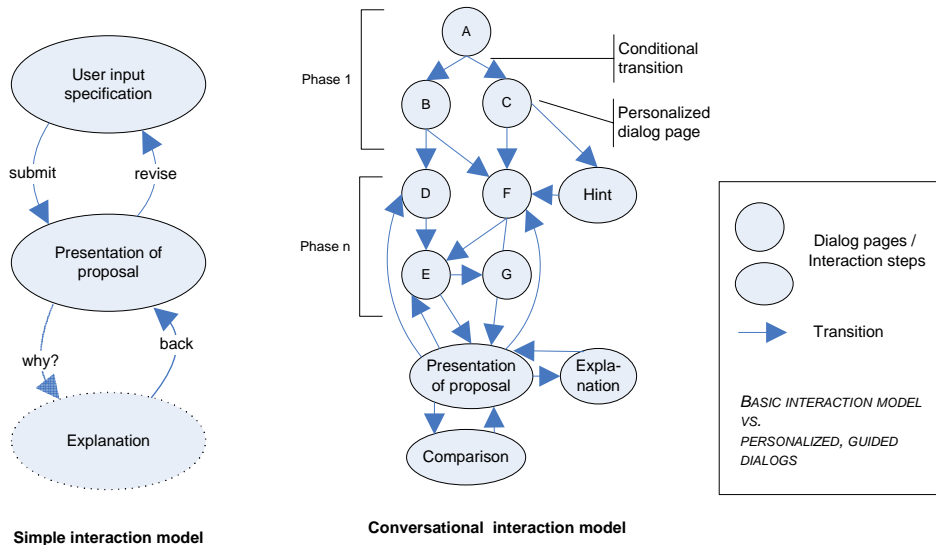 User input
specification
submit
revise
Presentation of
proposal
why?
back
Explanation
Simple interaction model
Phase 1
A
Conditional
transition
B
C
Personalized
dialog page
Phase n
D
F
Hint
E
G
Presentation
of proposal
Expla-
nation
Comparison
Conversational interaction model
Dialog pages /
Interaction steps
Transition
BASIC INTERACTION MODEL
VS.
PERSONALIZED, GUIDED
DIALOGS